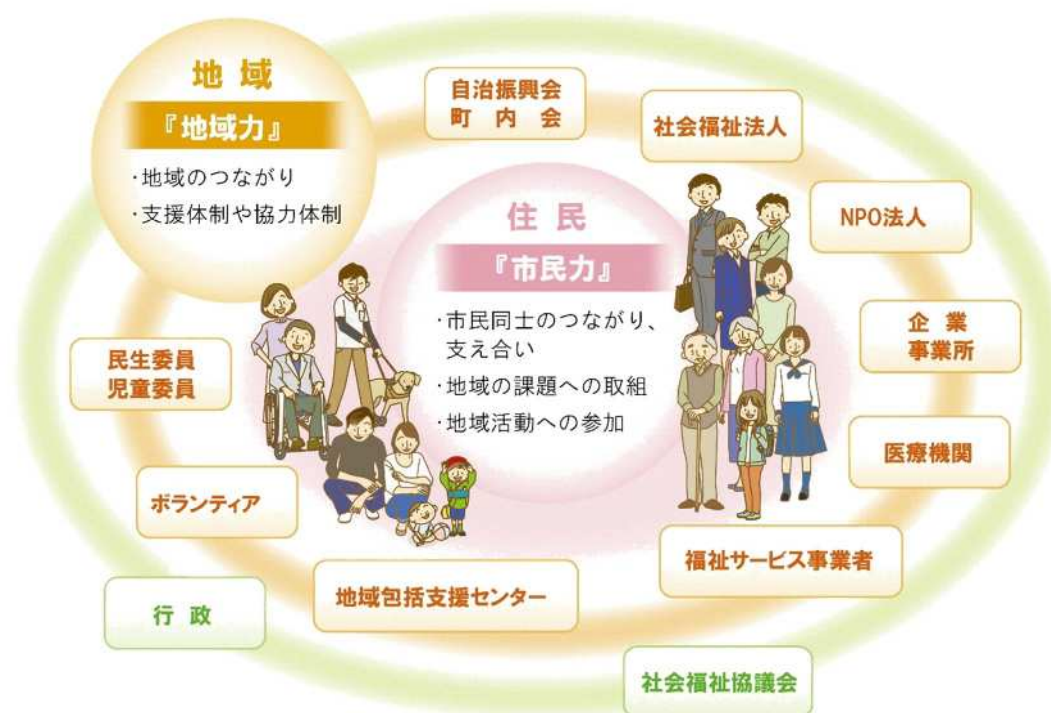 地域
『地域力』
・地域のつながり
・支援体制や協力体制
自治振興会
町内会
社会福祉法人
NPO法人
企業
事業所
医療機関
福祉サービス事業者
住民
『市民力』
・市民同士のつながり、
支え合い
・地域の課題への取組
・地域活動への参加
民生委員
児童委員
ボランティア
地域包括支援センター
行政
社会福祉協議会